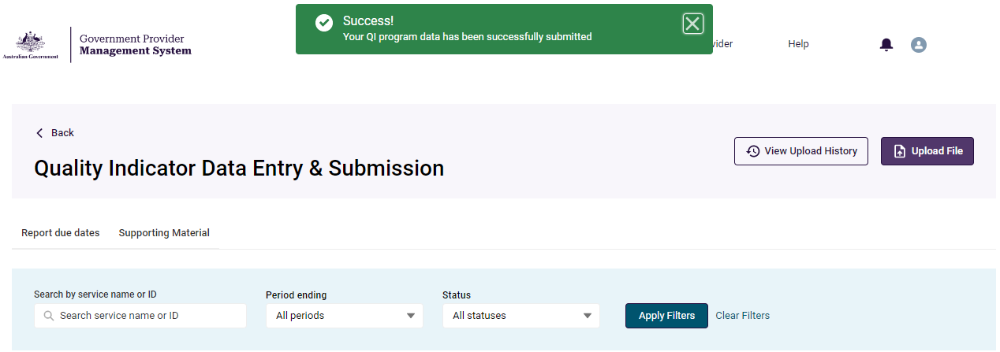 Success!
Your QI program data has been successfully submitted
Australian Government
Government Provider
Management System
Help
Back
Quality Indicator Data Entry & Submission
View Upload History
Upload File
Report due dates
Supporting Material
Search by service name or ID
Period ending
Status
Search service name or ID
All periods
All statuses
Apply Filters
Clear Filters